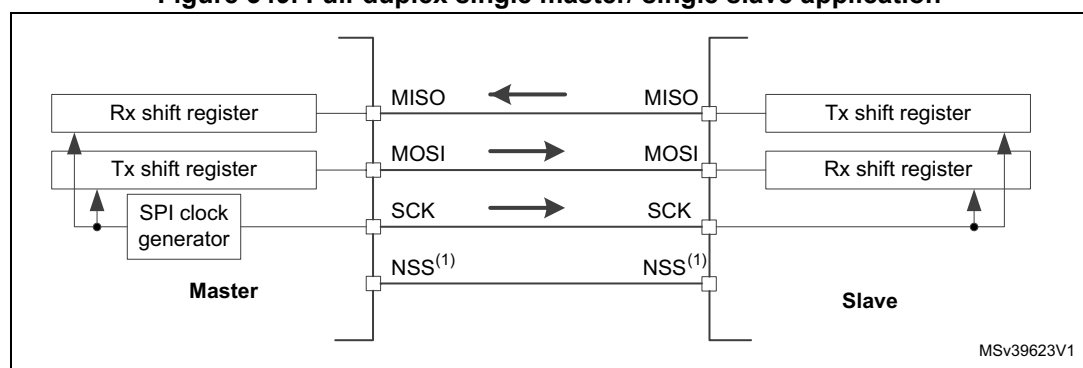 Figure 545. Full-duplex single master/ single slave application
MISO MISO
Rx shift register Tx shift register
MOSI MOSI
Tx shift register Rx shift register
SCK SCK
SPI clock
generator
NSS(1) NSS(1)
Master Slave
MSv39623V1